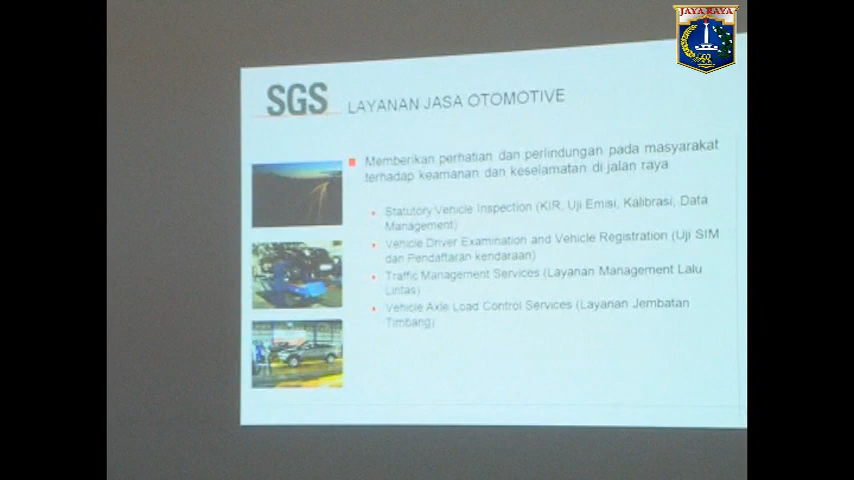 JAYA RAYA
SGS
LAYANAN JASA OTOMOTIVE
Memberikan perhatian dan perlindungan pada masyarakat
terhadap keamanan dan keselamatan di jalan raya
Statutory Vehicle Inspection (KIR, Uji Emisi, Kalibrasi, Data
Management)
Vehicle Driver Examination and Vehicle Registration (Uji SIM
dan Pendaftaran kendaraan)
Traffic Management Services (Layanan Management Lalu
Lintas)
Vehicle Axle Load Control Services (Layanan Jembatan
Timbang)